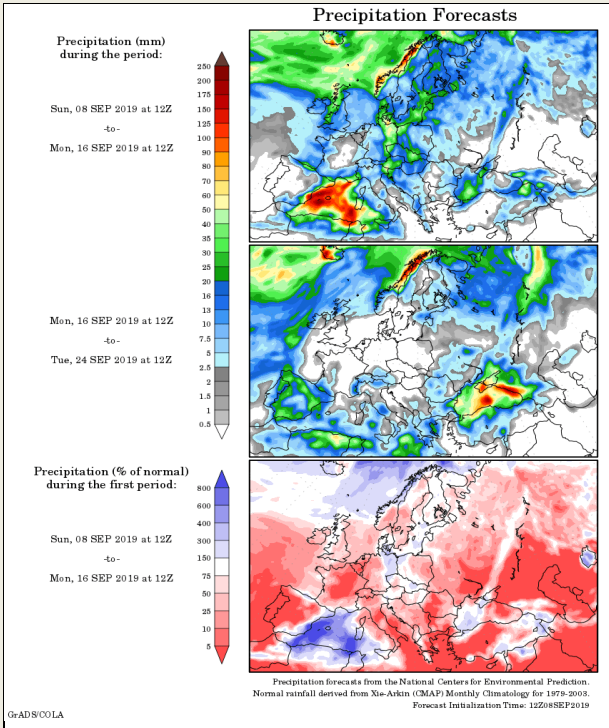 Precipitation Forecasts
Precipitation (mm)
during the period:
Sun, 08 SEP 2019 at 12Z
-to-
Mon, 16 SEP 2019 at 12Z
250
200
175
150
125
100
90
80
70
60
50
40
35
30
25
20
16
13
10
7.5
5
2.5
2
1.5
1
0.5
Mon, 16 SEP 2019 at 12Z
-to-
Tue, 24 SEP 2019 at 12Z
Precipitation (% of normal)
during the first period:
Sun, 08 SEP 2019 at 12Z
-to-
Mon, 16 SEP 2019 at 12Z
800
600
400
300
150
75
50
25
10
5
Precipitation forecasts from the National Centers for Environmental Prediction.
Normal rainfall derived from Xie-Arkin (CMAP) Monthly Climatology for 1979-2003.
Forecast Initialization Time: 12Z08SEP2019
GrADS/COLA